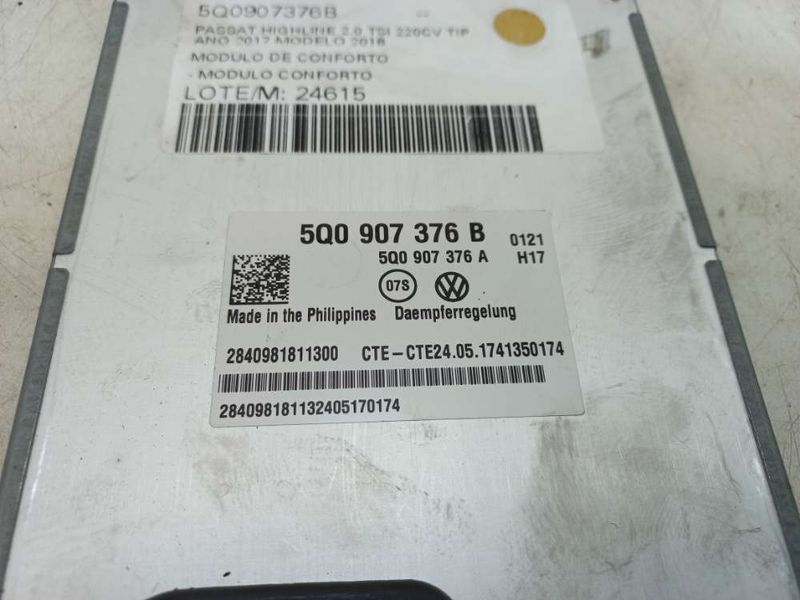 5Q0907376B
PASSAT HIGHLINE 2.0 TSI 220CV TIP
ANO 2017 MODELO 2018
MODULO DE CONFORTO
- MODULO CONFORTO
LOTE/M: 24615
5Q0 907 376 B 0121
5Q0 907 376 A H17
07S VW
Made in the Philippines Daempferregelung
2840981811300 CTE-CTE24.05.1741350174
284098181132405170174